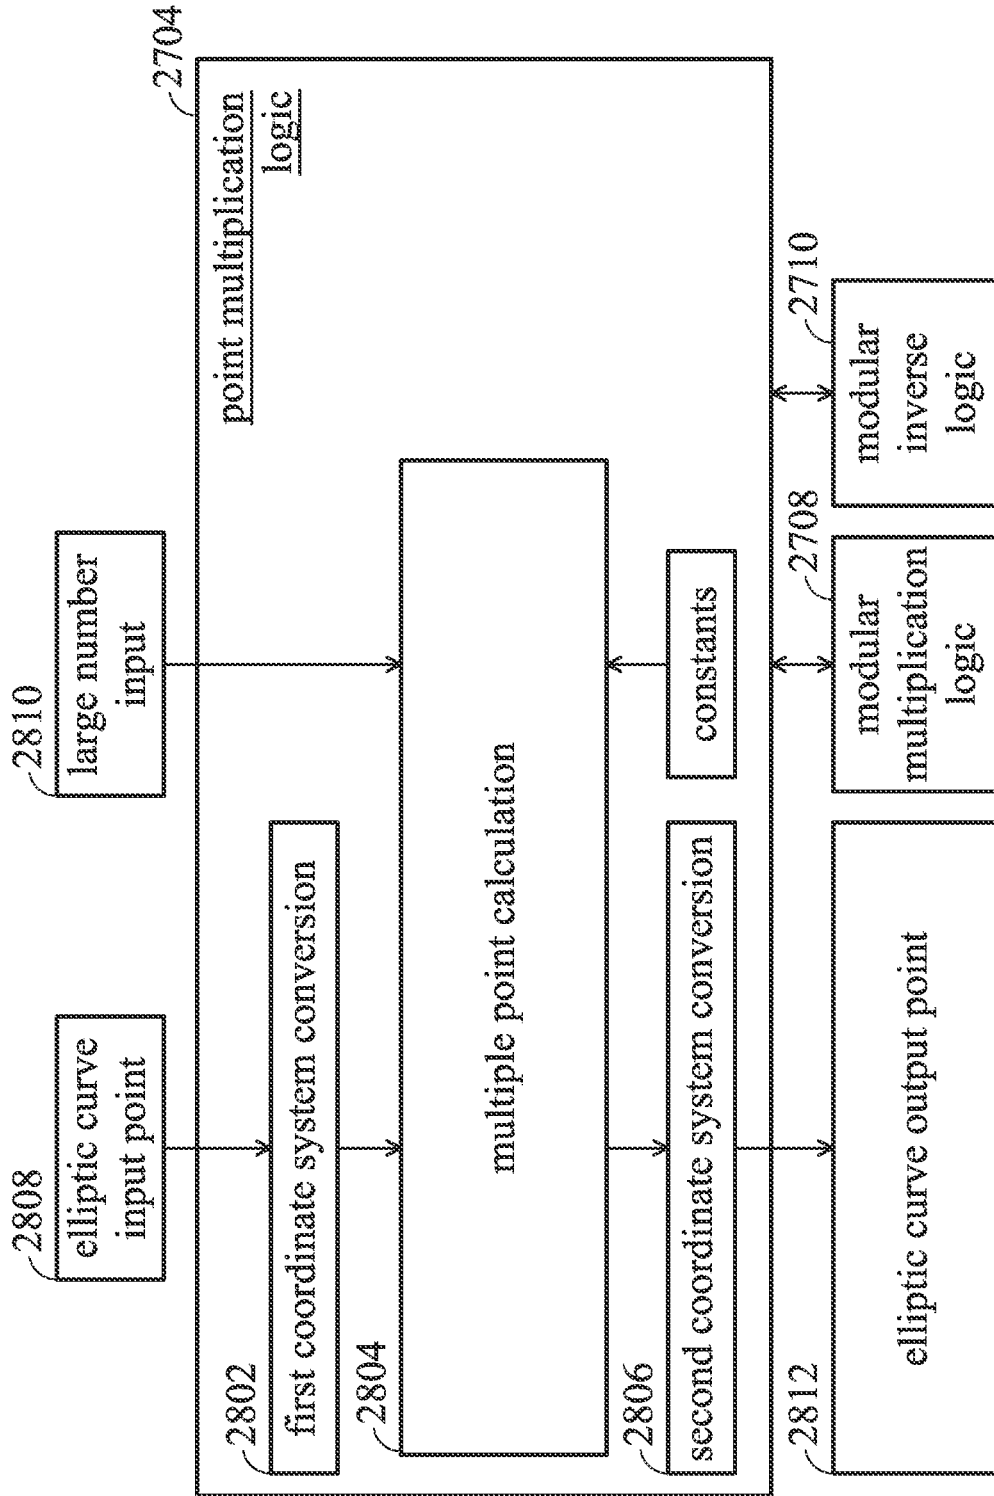 2808
elliptic curve
input point
2810
large number
input
2704
point multiplication
logic
2802
first coordinate system conversion
2804
multiple point calculation
2806
second coordinate system conversion
constants
2812
elliptic curve output point
2708
modular
multiplication
logic
2710
modular
inverse
logic